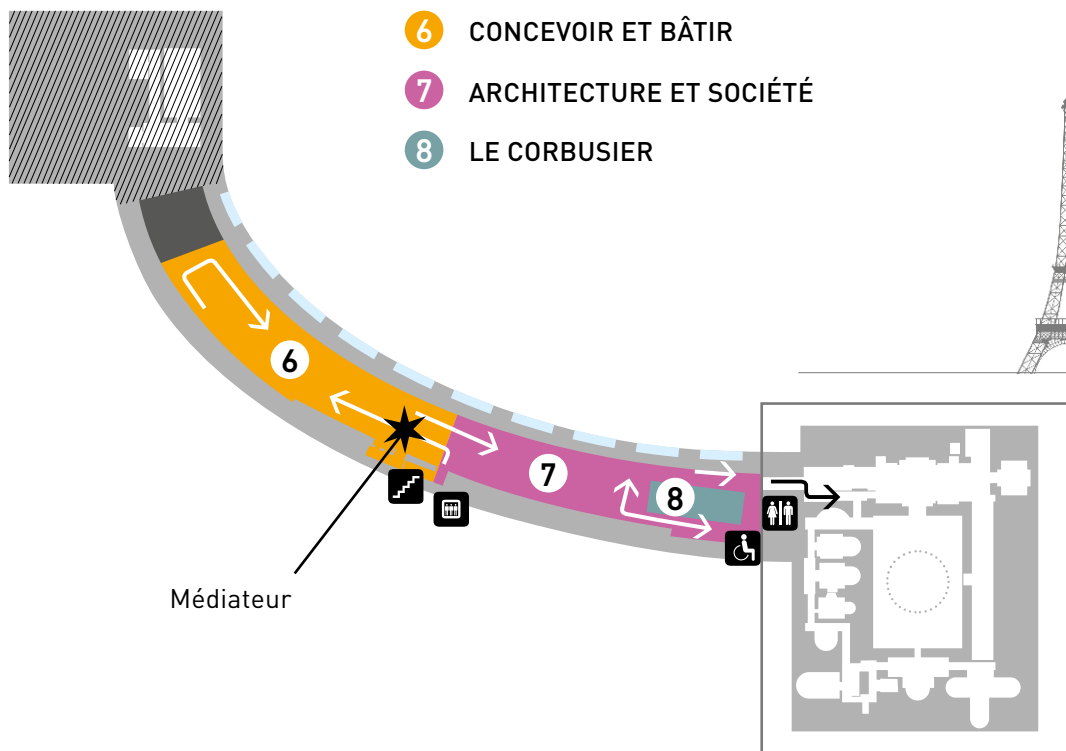 6 CONCEVOIR ET BÂTIR
7 ARCHITECTURE ET SOCIÉTÉ
8 LE CORBUSIER
6
7
8
Médiateur